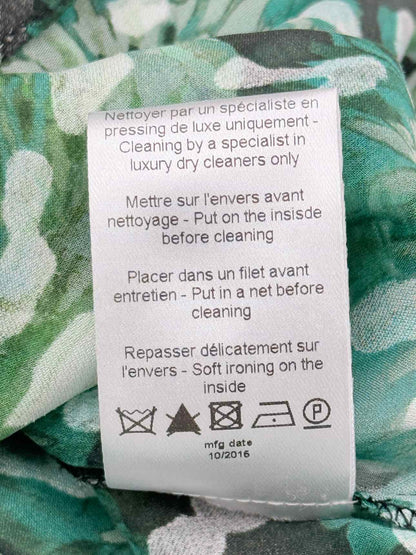 Nettoyer par un spécialiste en
pressing de luxe uniquement -
Cleaning by a specialist in
luxury dry cleaners only
Mettre sur l'envers avant
nettoyage - Put on the insisde
before cleaning
Placer dans un filet avant
entretien - Put in a net before
cleaning
Repasser délicatement sur
l'envers - Soft ironing on the
inside
P
mfg date
10/2016